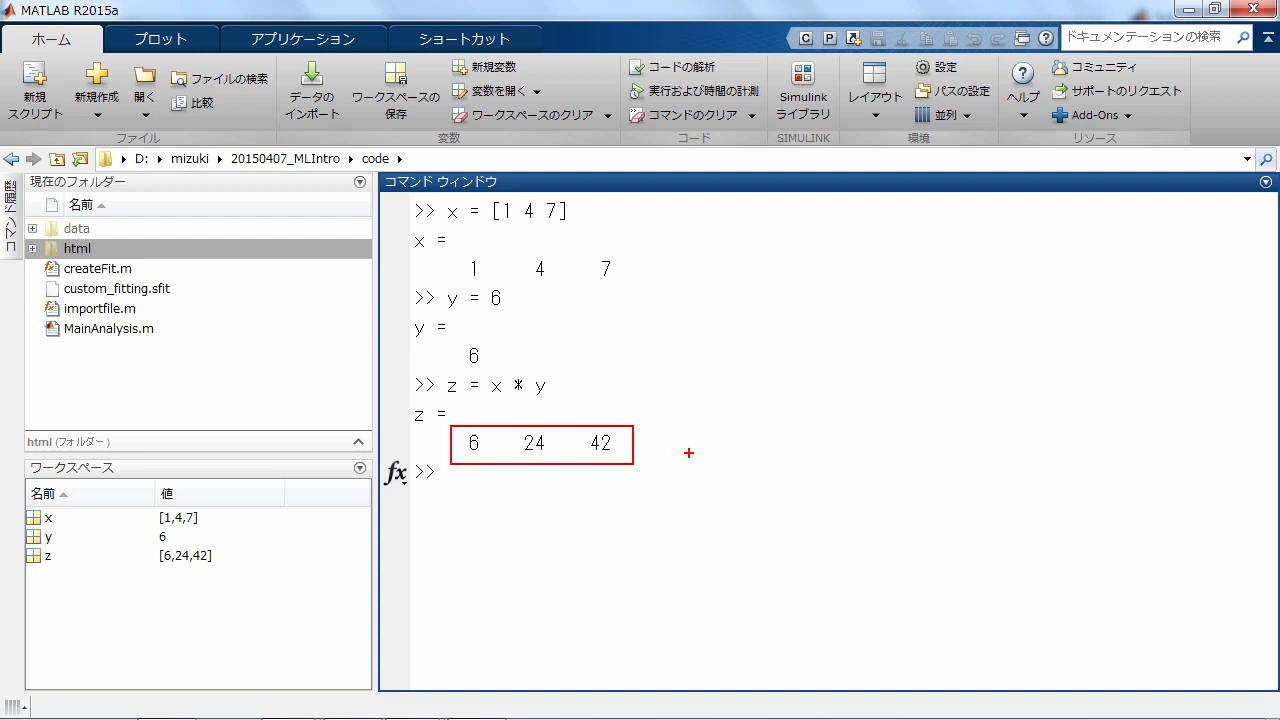 MATLAB R2015a
ホーム プロット アプリケーション ショートカット
ドキュメンテーションの検索
新規
スクリプト
新規作成
開く
ファイルの検索
比較
ファイル
データの
インポート
ワークスペースの
保存
新規変数
変数を開く
ワークスペースのクリア
変数
コードの解析
実行および時間の計測
コマンドのクリア
コード
Simulink
ライブラリ
SIMULINK
レイアウト
設定
パスの設定
並列
環境
ヘルプ
コミュニティ
サポートのリクエスト
Add-Ons
リソース
D: mizuki 20150407_MLIntro code
コマンド履歴
現在のフォルダー
名前
data
html
createFit.m
custom_fitting.sfit
importfile.m
MainAnalysis.m
html (フォルダー)
ワークスペース
名前 値
x [1,4,7]
y 6
z [6,24,42]
コマンド ウィンドウ
>> x = [1 4 7]
x =
1 4 7
>> y = 6
y =
6
>> z = x * y
z =
6 24 42
fx >>